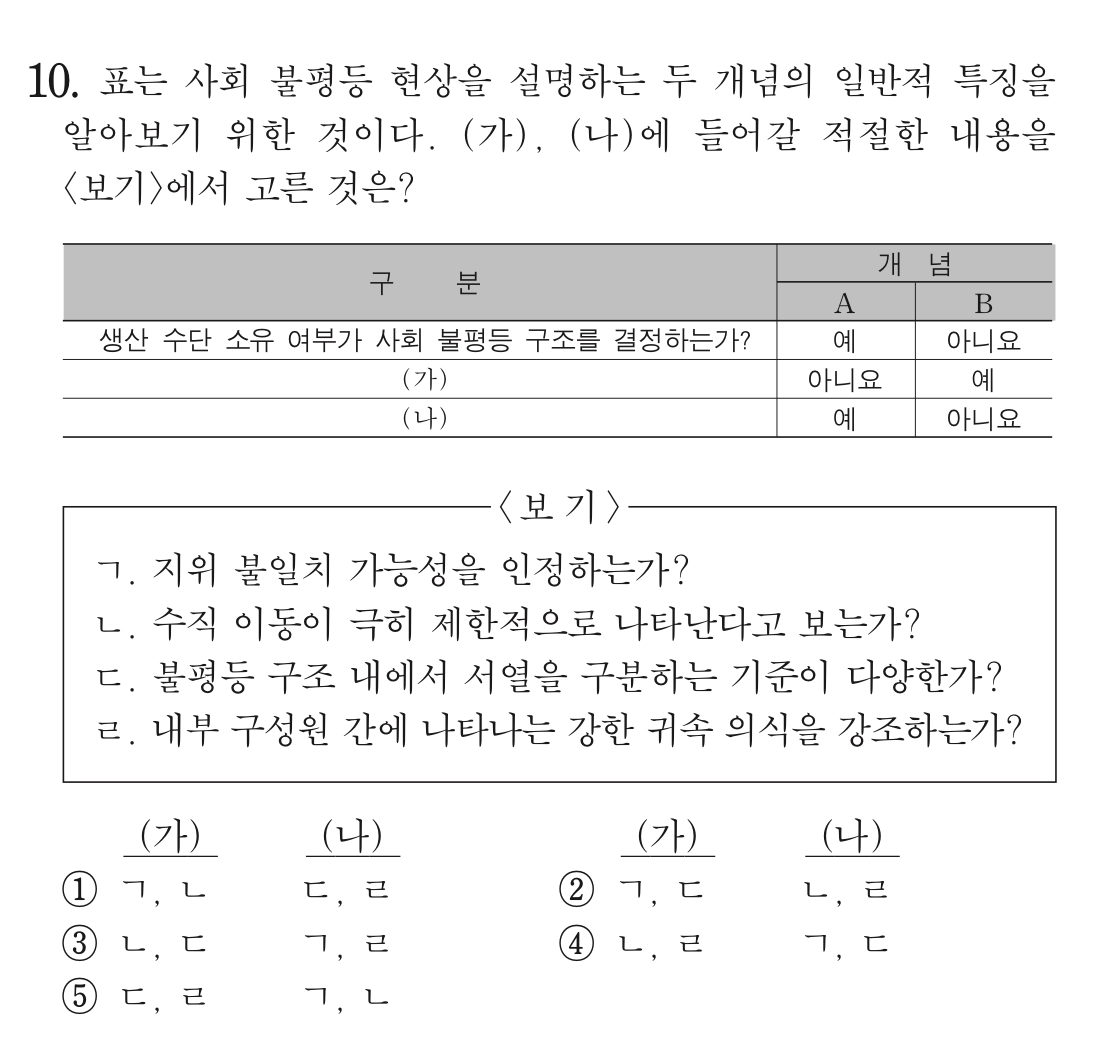 10. 표는 사회 불평등 현상을 설명하는 두 개념의 일반적 특징을
알아보기 위한 것이다. (가), (나)에 들어갈 적절한 내용을
〈보기〉에서 고른 것은?
구 분 개 념
A B
생산 수단 소유 여부가 사회 불평등 구조를 결정하는가? 예 아니요
(가) 아니요 예
(나) 예 아니요
〈보 기〉
ㄱ. 지위 불일치 가능성을 인정하는가?
ㄴ. 수직 이동이 극히 제한적으로 나타난다고 보는가?
ㄷ. 불평등 구조 내에서 서열을 구분하는 기준이 다양한가?
ㄹ. 내부 구성원 간에 나타나는 강한 귀속 의식을 강조하는가?
(가) (나) (가) (나)
① ㄱ, ㄴ ㄷ, ㄹ ② ㄱ, ㄷ ㄴ, ㄹ
③ ㄴ, ㄷ ㄱ, ㄹ ④ ㄴ, ㄹ ㄱ, ㄷ
⑤ ㄷ, ㄹ ㄱ, ㄴ